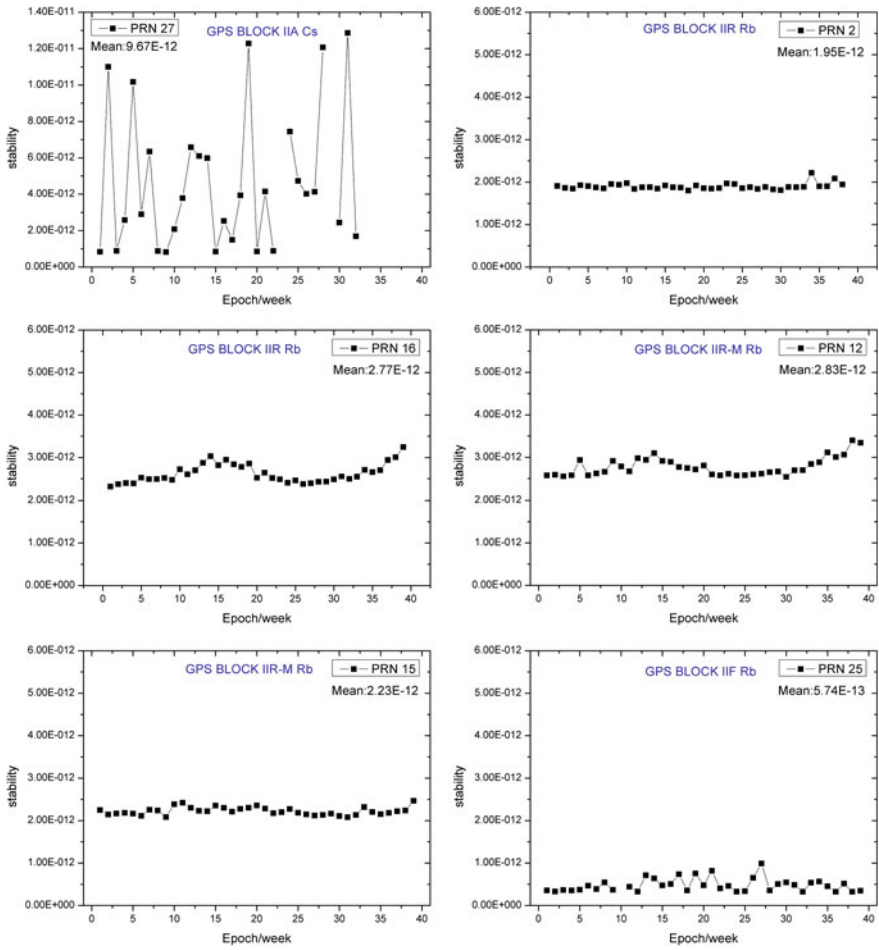 1.40E-011
PRN 27
GPS BLOCK IIA Cs
Mean:9.67E-12
1.20E-011
1.00E-011
8.00E-012
6.00E-012
4.00E-012
2.00E-012
0.00E+000
stability
0 5 10 15 20 25 30 35 40
Epoch/week
6.00E-012
GPS BLOCK IIR Rb
PRN 2
Mean:1.95E-12
5.00E-012
4.00E-012
3.00E-012
2.00E-012
1.00E-012
0.00E+000
stability
0 5 10 15 20 25 30 35 40
Epoch/week
6.00E-012
GPS BLOCK IIR Rb
PRN 16
Mean:2.77E-12
5.00E-012
4.00E-012
3.00E-012
2.00E-012
1.00E-012
0.00E+000
stability
0 5 10 15 20 25 30 35 40
Epoch/week
6.00E-012
GPS BLOCK IIR-M Rb
PRN 12
Mean:2.83E-12
5.00E-012
4.00E-012
3.00E-012
2.00E-012
1.00E-012
0.00E+000
stability
0 5 10 15 20 25 30 35 40
Epoch/week
6.00E-012
GPS BLOCK IIR-M Rb
PRN 15
Mean:2.23E-12
5.00E-012
4.00E-012
3.00E-012
2.00E-012
1.00E-012
0.00E+000
stability
0 5 10 15 20 25 30 35 40
Epoch/week
6.00E-012
GPS BLOCK IIF Rb
PRN 25
Mean:5.74E-13
5.00E-012
4.00E-012
3.00E-012
2.00E-012
1.00E-012
0.00E+000
stability
0 5 10 15 20 25 30 35 40
Epoch/week